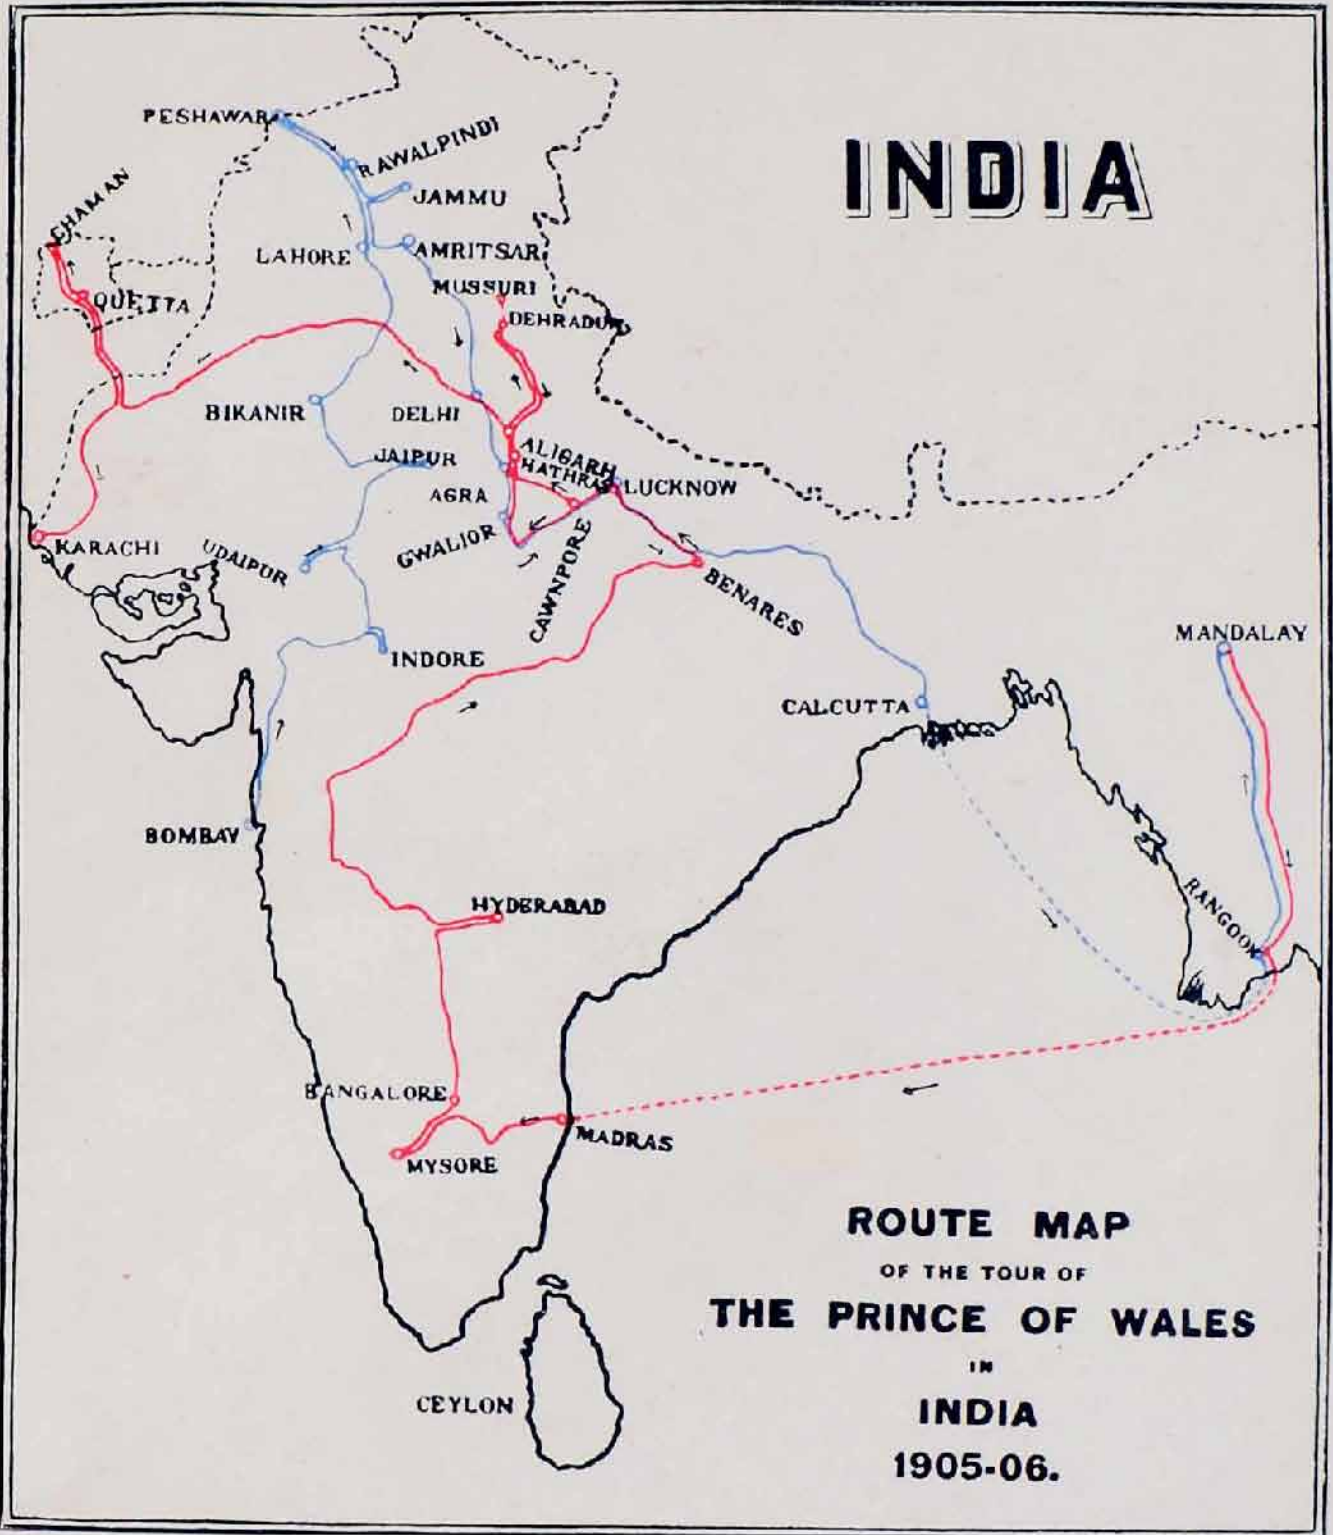 INDIA
PESHAWAR
RAWALPINDI
JAMMU
CHAMAN
LAHORE
AMRITSAR
MUSSURI
QUETTA
DEHRADUN
BIKANIR
DELHI
ALIGARH
JAIPUR
HATHRAS
AGRA
LUCKNOW
GWALIOR
KARACHI
UDAIPUR
CAWNPORE
BENARES
INDORE
MANDALAY
CALCUTTA
BOMBAY
HYDERABAD
RANGOON
BANGALORE
MADRAS
MYSORE
CEYLON
ROUTE MAP
OF THE TOUR OF
THE PRINCE OF WALES
IN
INDIA
1905-06.